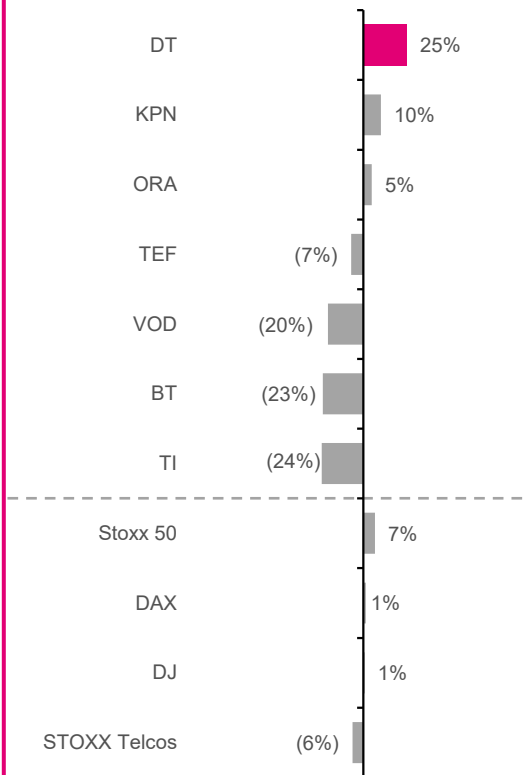 DT 25%
KPN 10%
ORA 5%
TEF (7%)
VOD (20%)
BT (23%)
TI (24%)
Stoxx 50 7%
DAX 1%
DJ 1%
STOXX Telcos (6%)